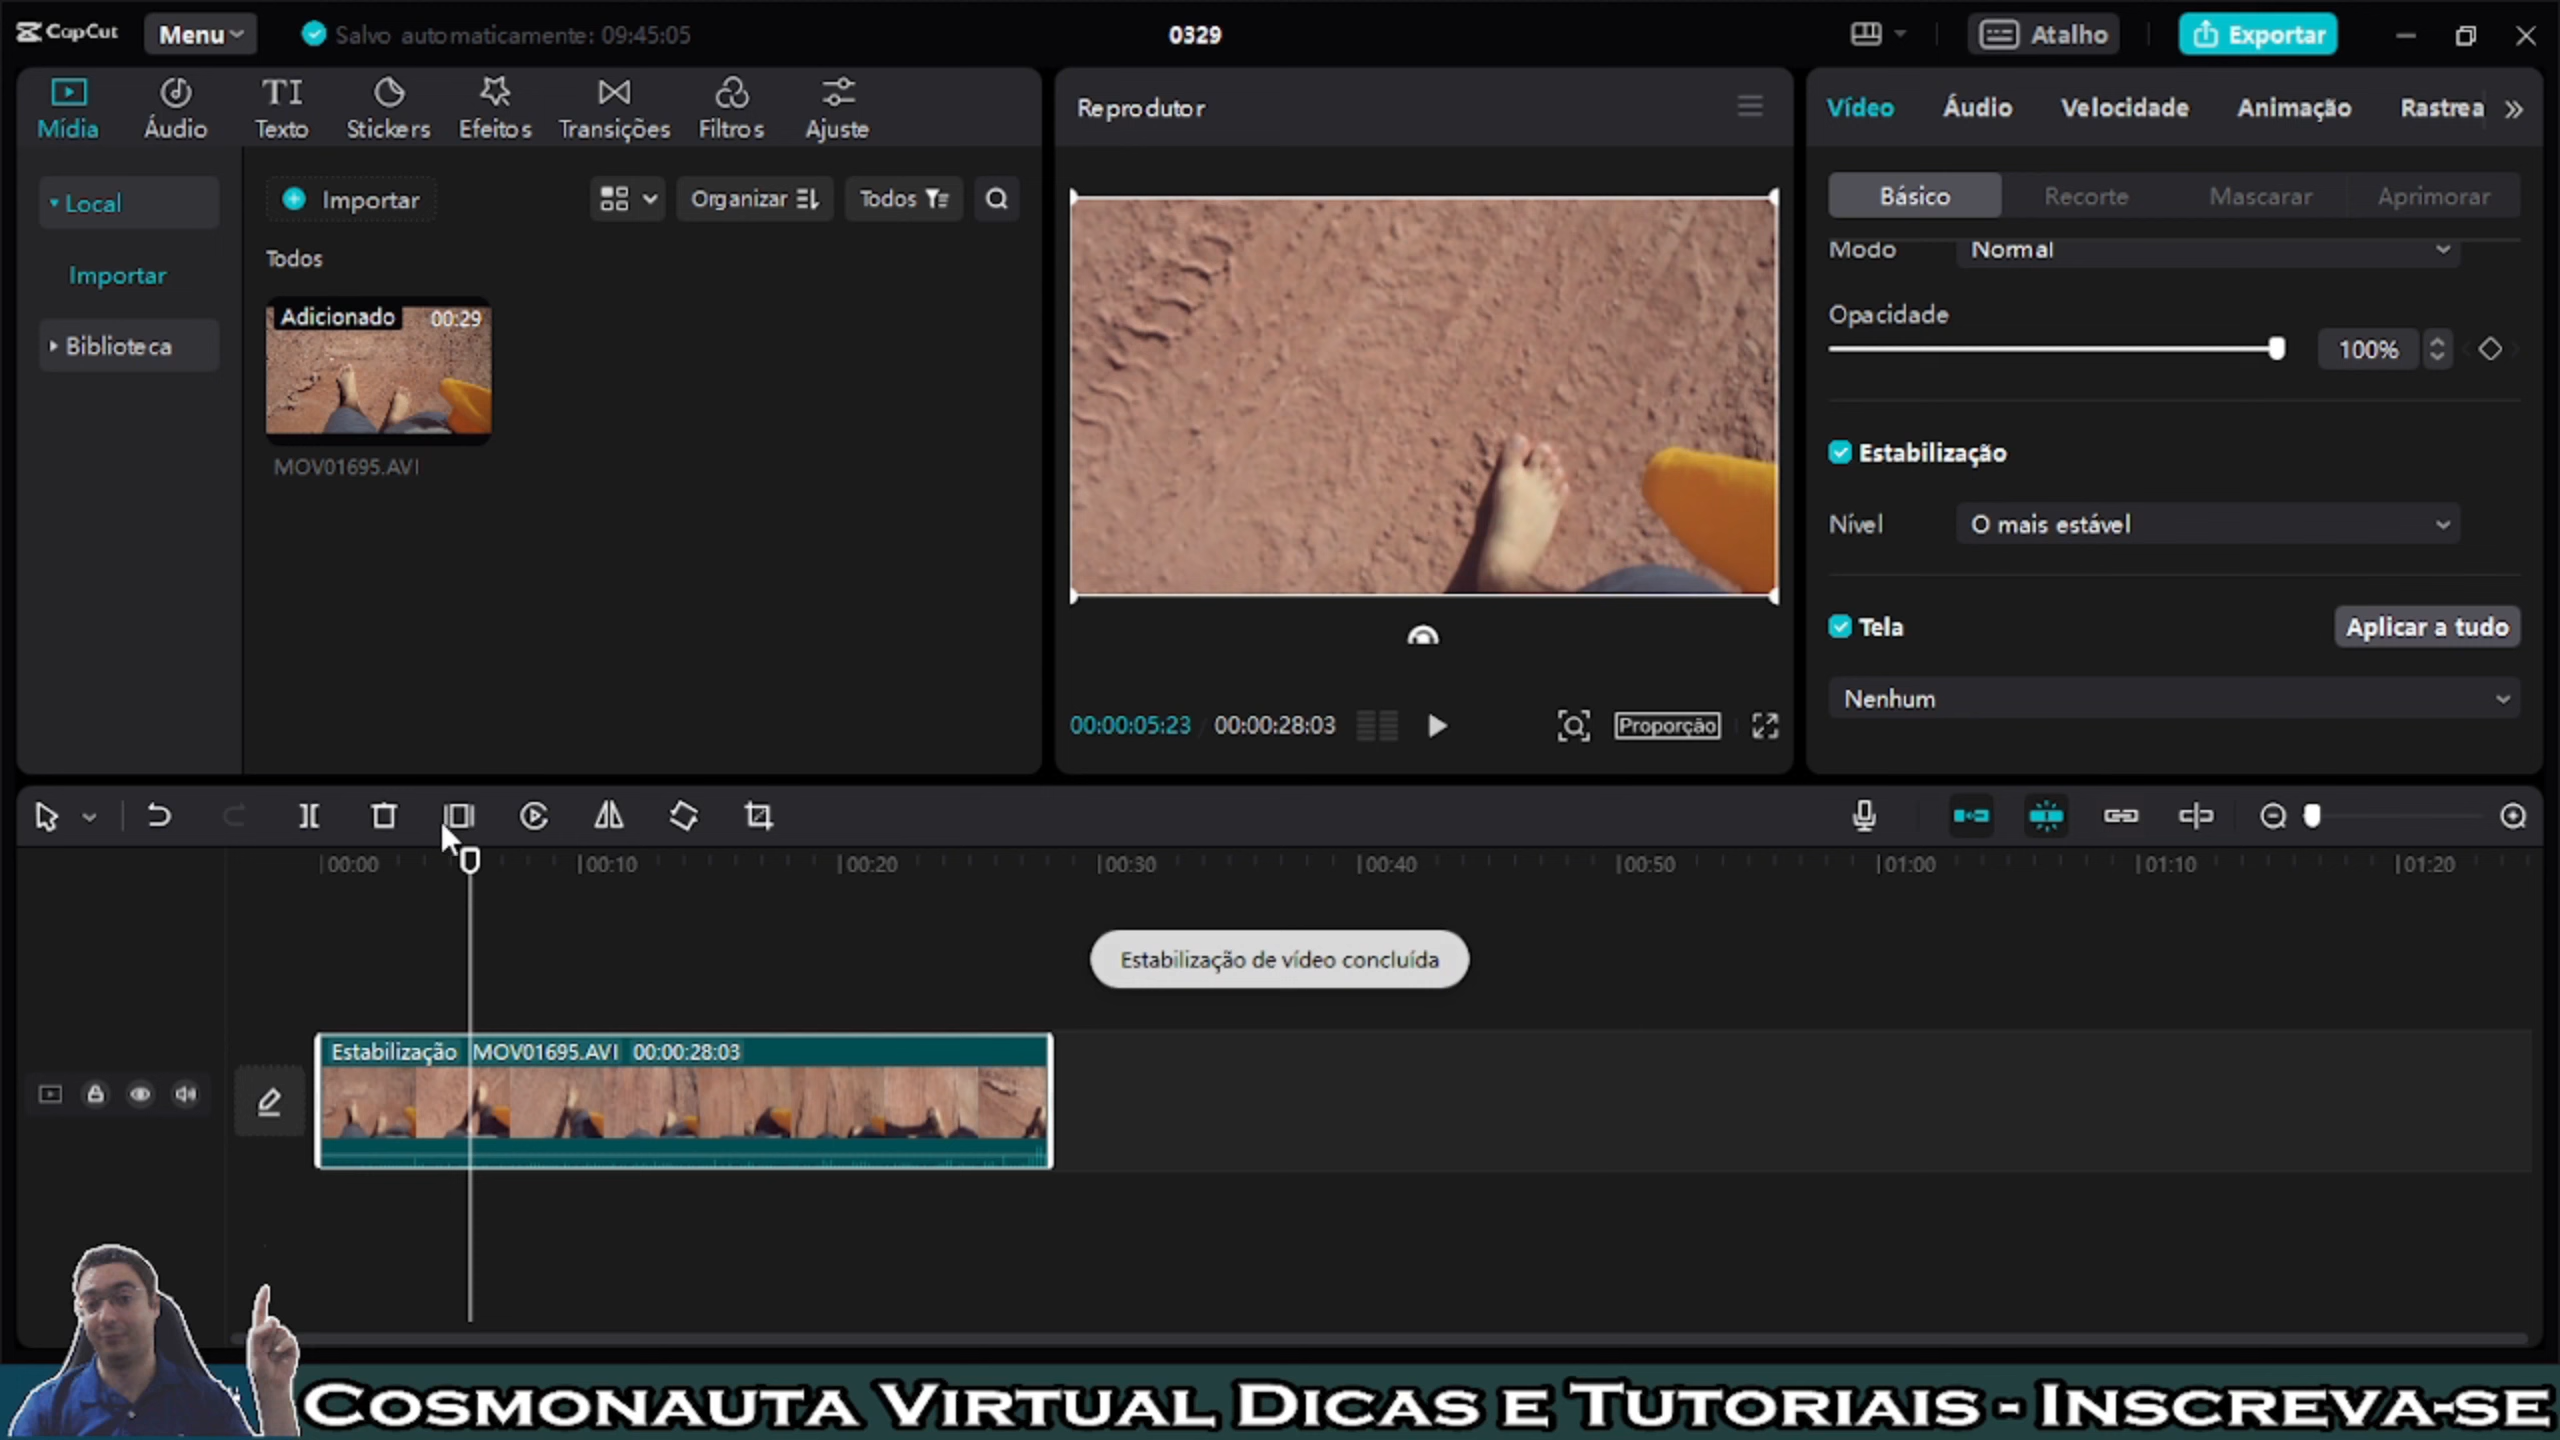 CapCut Menu Salvo automaticamente: 09:45:05 0329 Atalho Exportar
Mídia Áudio Texto Stickers Efeitos Transições Filtros Ajuste
Local
Importar
Biblioteca
Importar Organizar Todos
Todos
Adicionado 00:29
MOV01695.AVI
Reprodutor
00:00:05:23 00:00:28:03 Proporção
Vídeo Áudio Velocidade Animação Rastrea
Básico Recorte Mascarar Aprimorar
Modo Normal
Opacidade
100%
Estabilização
Nível O mais estável
Tela Aplicar a tudo
Nenhum
00:00 00:10 00:20 00:30 00:40 00:50 01:00 01:10 01:20
Estabilização de vídeo concluída
Estabilização MOV01695.AVI 00:00:28:03
Cosmonauta Virtual Dicas e Tutoriais - Inscreva-se